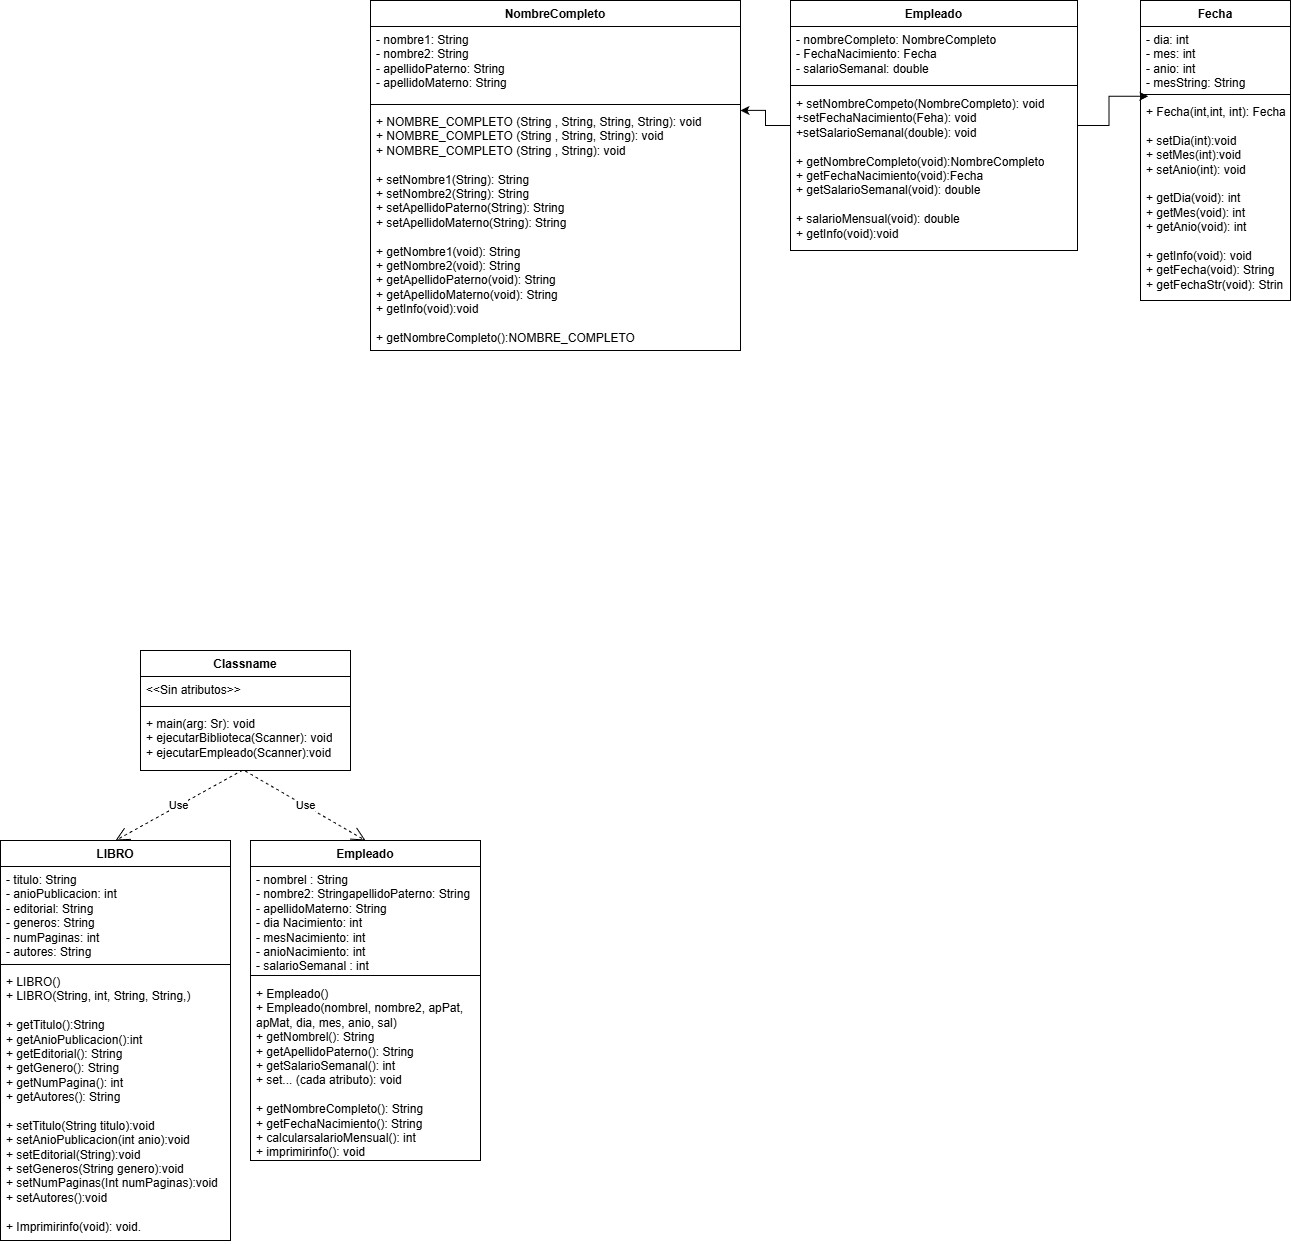 NombreCompleto
- nombre1: String
- nombre2: String
- apellidoPaterno: String
- apellidoMaterno: String
+ NOMBRE_COMPLETO (String , String, String, String): void
+ NOMBRE_COMPLETO (String , String, String): void
+ NOMBRE_COMPLETO (String , String): void
+ setNombre1(String): String
+ setNombre2(String): String
+ setApellidoPaterno(String): String
+ setApellidoMaterno(String): String
+ getNombre1(void): String
+ getNombre2(void): String
+ getApellidoPaterno(void): String
+ getApellidoMaterno(void): String
+ getInfo(void):void
+ getNombreCompleto():NOMBRE_COMPLETO
Empleado
- nombreCompleto: NombreCompleto
- FechaNacimiento: Fecha
- salarioSemanal: double
+ setNombreCompeto(NombreCompleto): void
+setFechaNacimiento(Feha): void
+setSalarioSemanal(double): void
+ getNombreCompleto(void):NombreCompleto
+ getFechaNacimiento(void):Fecha
+ getSalarioSemanal(void): double
+ salarioMensual(void): double
+ getInfo(void):void
Fecha
- dia: int
- mes: int
- anio: int
- mesString: String
+ Fecha(int,int, int): Fecha
+ setDia(int):void
+ setMes(int):void
+ setAnio(int): void
+ getDia(void): int
+ getMes(void): int
+ getAnio(void): int
+ getInfo(void): void
+ getFecha(void): String
+ getFechaStr(void): Strin
Classname
<<Sin atributos>>
+ main(arg: Sr): void
+ ejecutarBiblioteca(Scanner): void
+ ejecutarEmpleado(Scanner):void
Use
Use
LIBRO
- titulo: String
- anioPublicacion: int
- editorial: String
- generos: String
- numPaginas: int
- autores: String
+ LIBRO()
+ LIBRO(String, int, String, String,)
+ getTitulo():String
+ getAnioPublicacion():int
+ getEditorial(): String
+ getGenero(): String
+ getNumPagina(): int
+ getAutores(): String
+ setTitulo(String titulo):void
+ setAnioPublicacion(int anio):void
+ setEditorial(String):void
+ setGeneros(String genero):void
+ setNumPaginas(Int numPaginas):void
+ setAutores():void
+ Imprimirinfo(void): void.
Empleado
- nombrel : String
- nombre2: StringapellidoPaterno: String
- apellidoMaterno: String
- dia Nacimiento: int
- mesNacimiento: int
- anioNacimiento: int
- salarioSemanal : int
+ Empleado()
+ Empleado(nombrel, nombre2, apPat,
apMat, dia, mes, anio, sal)
+ getNombrel(): String
+ getApellidoPaterno(): String
+ getSalarioSemanal(): int
+ set... (cada atributo): void
+ getNombreCompleto(): String
+ getFechaNacimiento(): String
+ calcularsalarioMensual(): int
+ imprimirinfo(): void